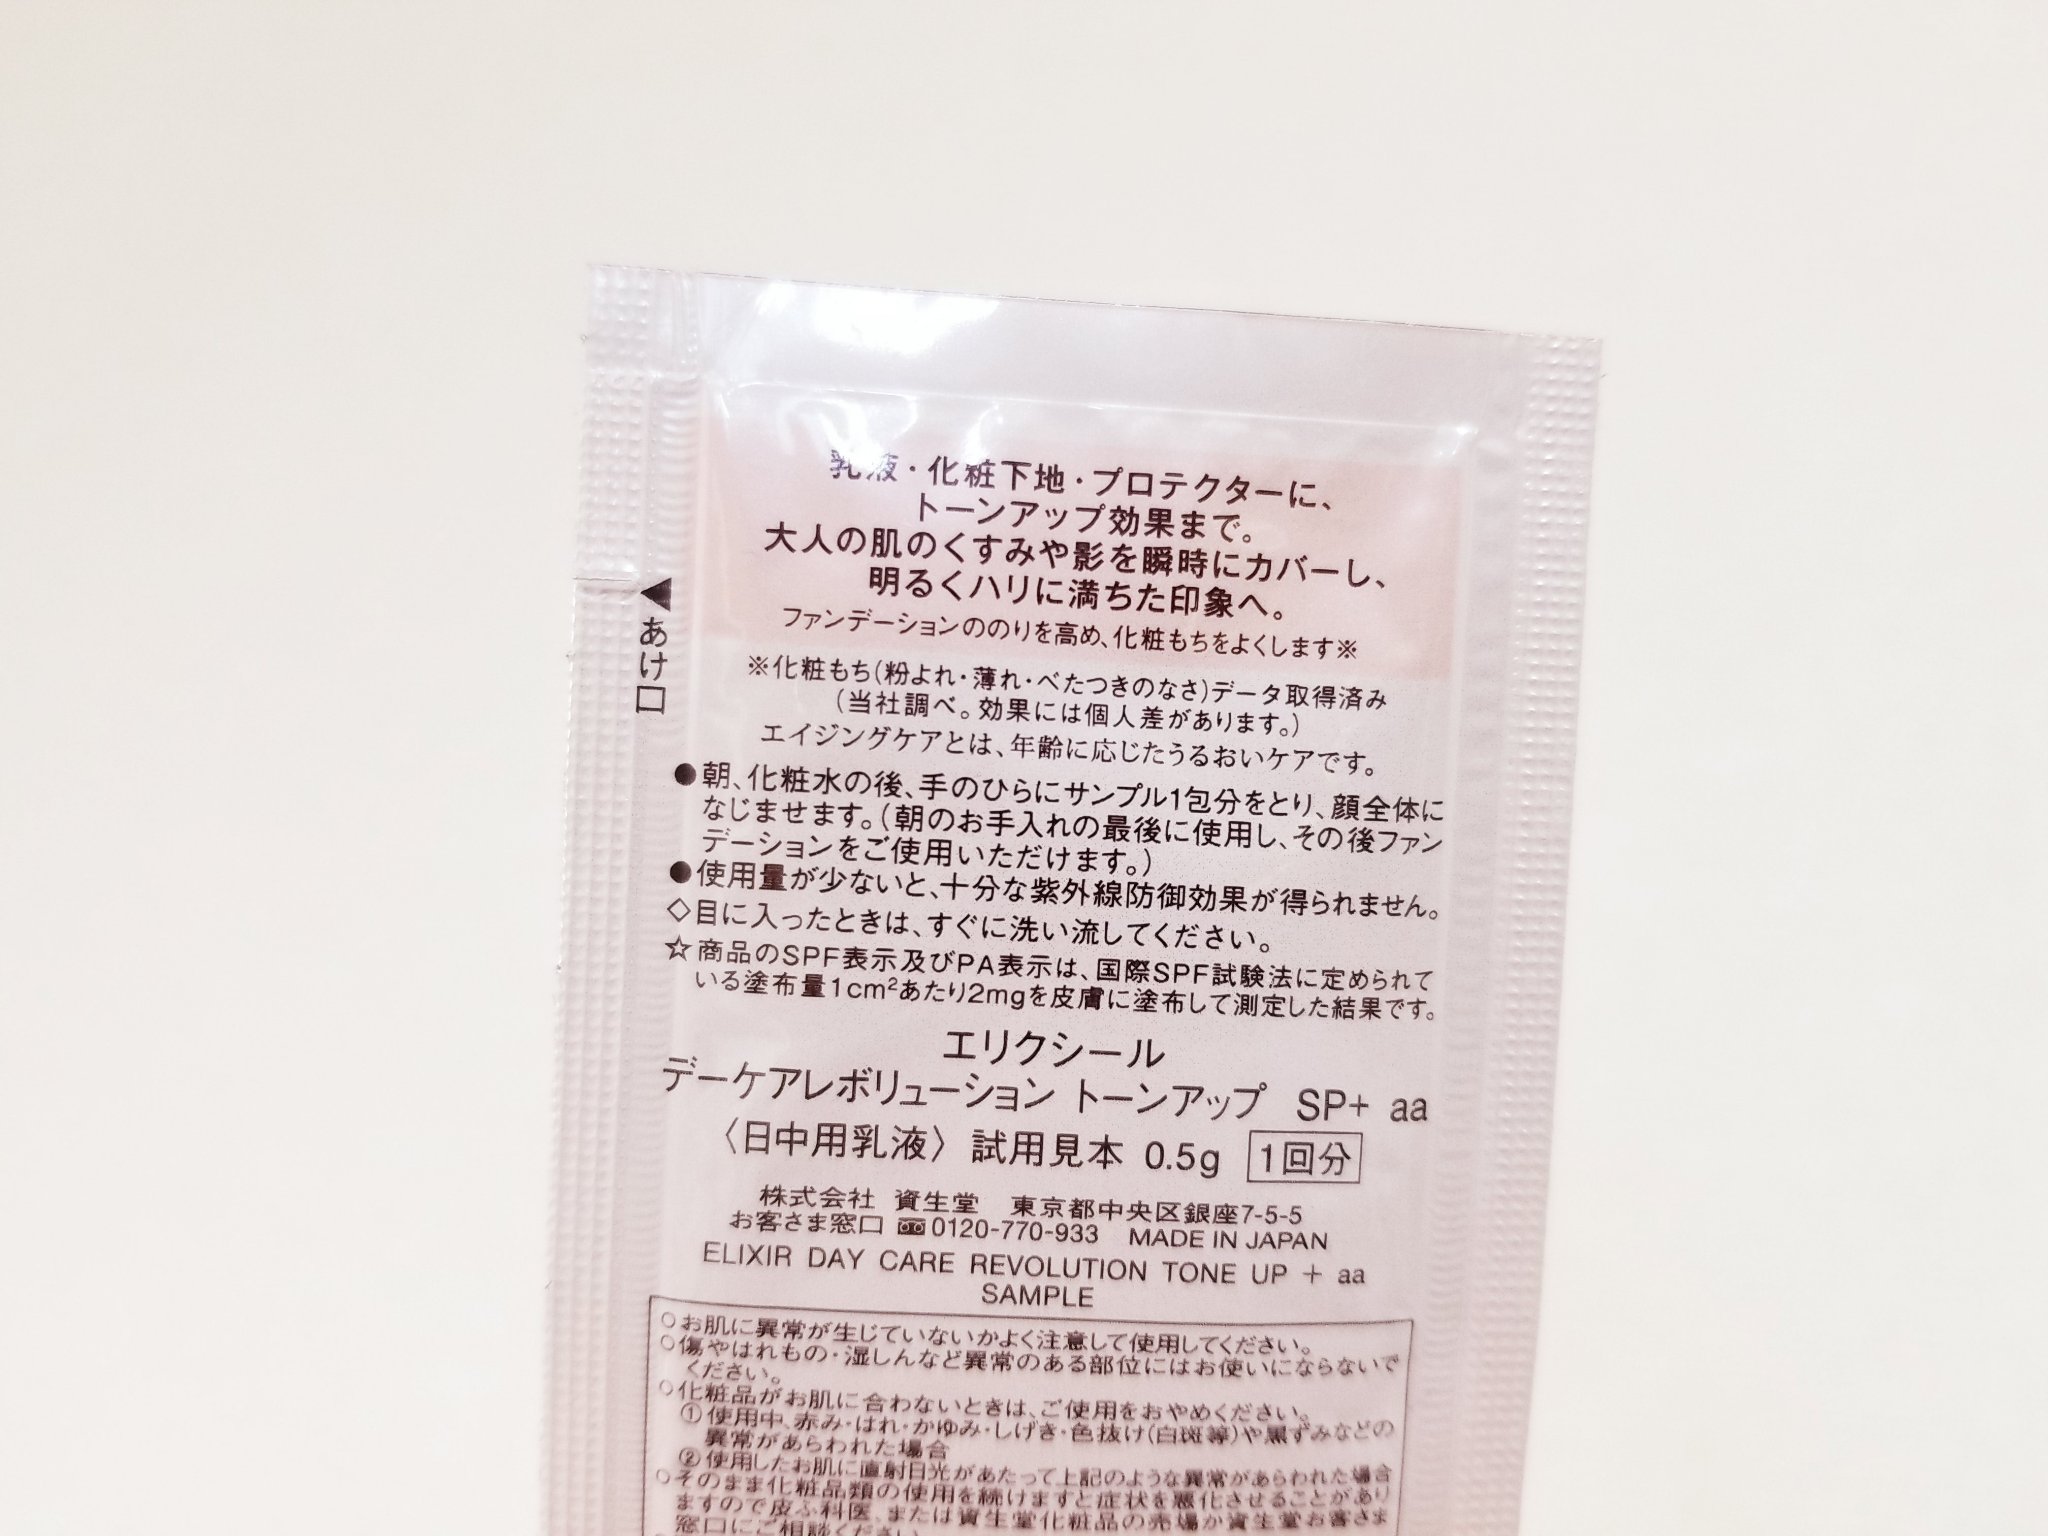 乳液・化粧下地・プロテクターに、
トーンアップ効果まで。
大人の肌のくすみや影を瞬時にカバーし、
明るくハリに満ちた印象へ。
ファンデーションののりを高め、化粧もちをよくします※
※化粧もち(粉よれ・薄れ・べたつきのなさ)データ取得済み
(当社調べ。効果には個人差があります。)
エイジングケアとは、年齢に応じたうるおいケアです。
◀あけ口
●朝、化粧水の後、手のひらにサンプル1包分をとり、顔全体に
なじませます。(朝のお手入れの最後に使用し、その後ファン
デーションをご使用いただけます。)
●使用量が少ないと、十分な紫外線防御効果が得られません。
◇目に入ったときは、すぐに洗い流してください。
☆商品のSPF表示及びPA表示は、国際SPF試験法に定められて
いる塗布量1cm²あたり2mgを皮膚に塗布して測定した結果です。
エリクシール
デーケアレボリューション トーンアップ SP+ aa
〈日中用乳液〉試用見本 0.5g 1回分
株式会社 資生堂 東京都中央区銀座7-5-5
お客さま窓口 0120-770-933 MADE IN JAPAN
ELIXIR DAY CARE REVOLUTION TONE UP + aa
SAMPLE
○お肌に異常が生じていないかよく注意して使用してください。
○傷やはれもの・湿しんなど異常のある部位にはお使いにならないで
ください。
○化粧品がお肌に合わないときは、ご使用をおやめください。
①使用中、赤み・はれ・かゆみ・しげき・色抜け(白斑等)や黒ずみなどの
異常があらわれた場合
②使用したお肌に直射日光があたって上記のような異常があらわれた場合
○そのまま化粧品類の使用を続けますと症状を悪化させることがあり
ますので皮ふ科医、または資生堂化粧品の売場か資生堂お客さま
窓口にご相談ください。